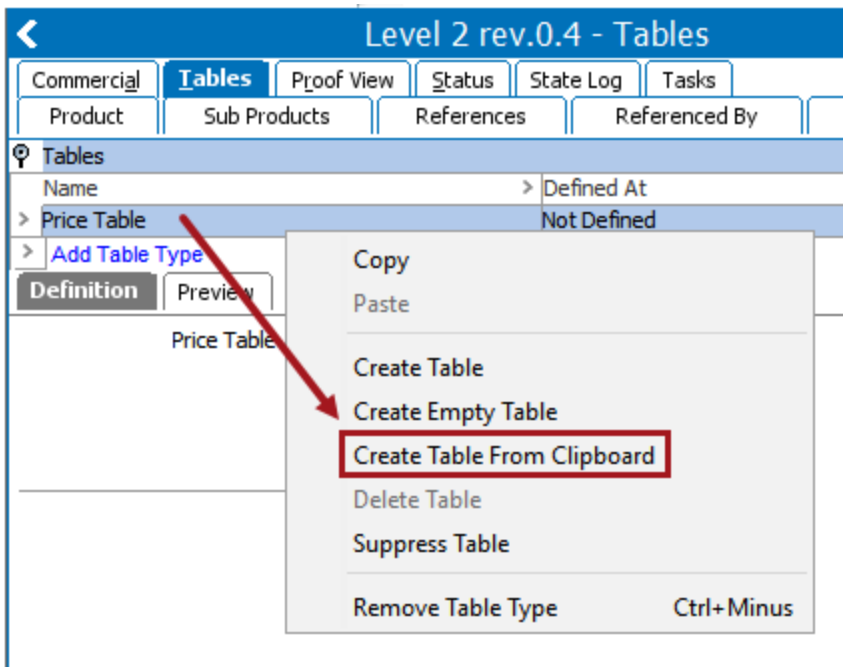 Level 2 rev.0.4 - Tables
Commercial Tables Proof View Status State Log Tasks
Product Sub Products References Referenced By
Tables
Name > Defined At
> Price Table Not Defined
> Add Table Type
Definition Preview
Price Table
Copy
Paste
Create Table
Create Empty Table
Create Table From Clipboard
Delete Table
Suppress Table
Remove Table Type Ctrl+Minus